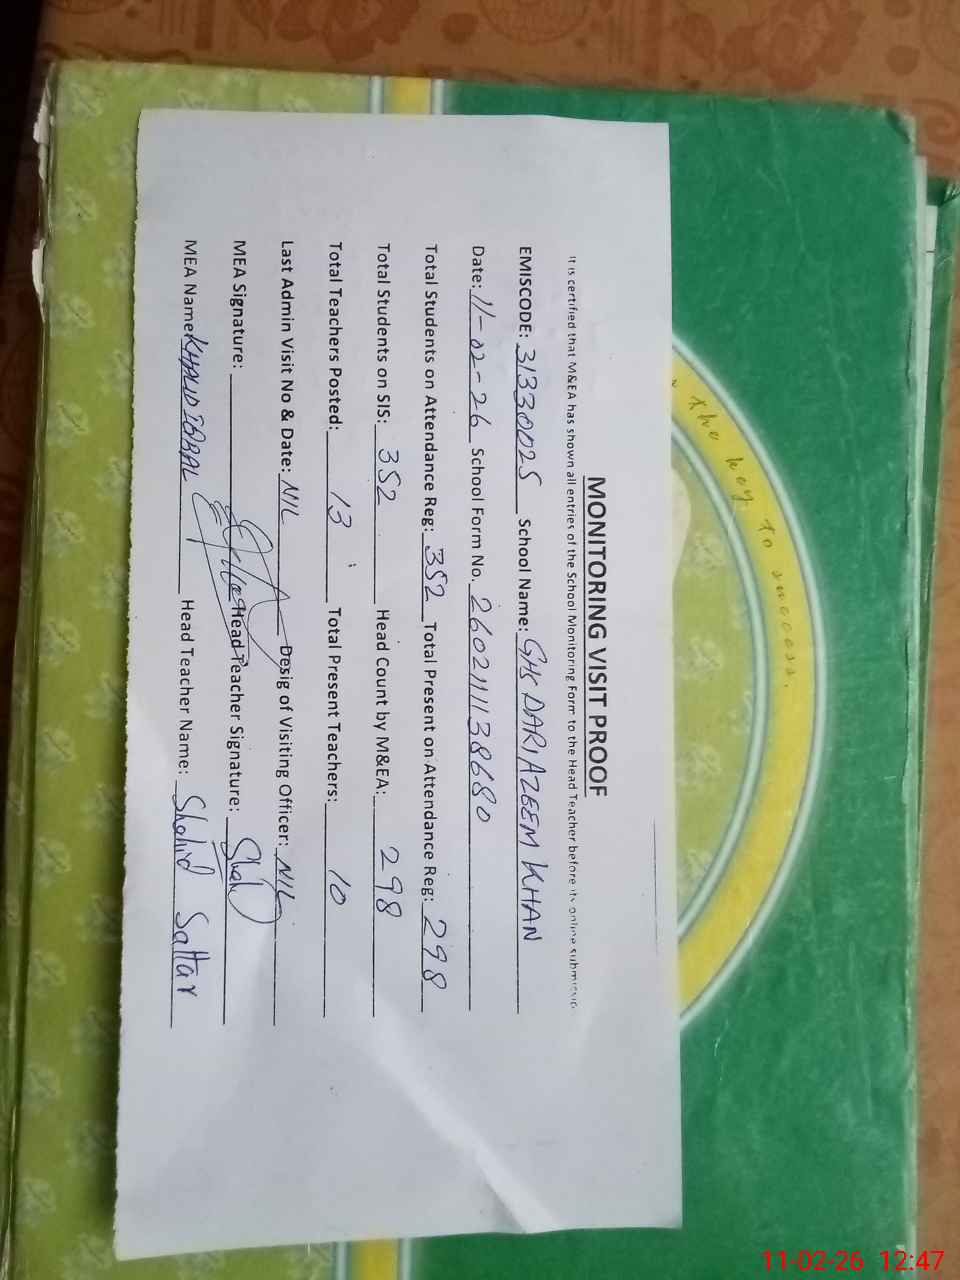 MONITORING VISIT PROOF
It is certified that M&EA has shown all entries of the School Monitoring Form to the Head Teacher before its online submission
EMISCODE: 31330025 School Name: GHS DARI AZEEM KHAN
Date: 11-02-26 School Form No. 260211138680
Total Students on Attendance Reg: 352 Total Present on Attendance Reg: 298
Total Students on SIS: 352 Head Count by M&EA: 298
Total Teachers Posted: 13 Total Present Teachers: 10
Last Admin Visit No & Date: NIL Desig of Visiting Officer: NIL
MEA Signature: Head Teacher Signature: Shahid
MEA Name: KHALID IQBAL Head Teacher Name: Shahid Sattar
the key to success.
11-02-26 12:47